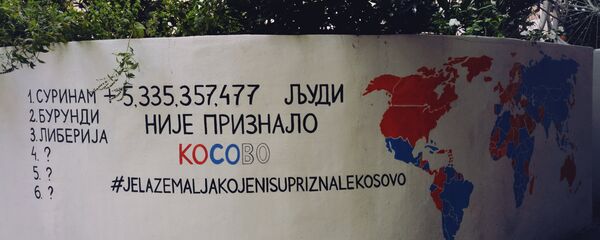 1. СУРИНАМ
2. БУРУНДИ
3. ЛИБЕРИЈА
4. ?
5. ?
6. ?
+ 5,335,357,477 ЉУДИ
НИЈЕ ПРИЗНАЛО
КОСОВО
#JELAZEMALJAKOJENISUPRIZNALEKOSOVO